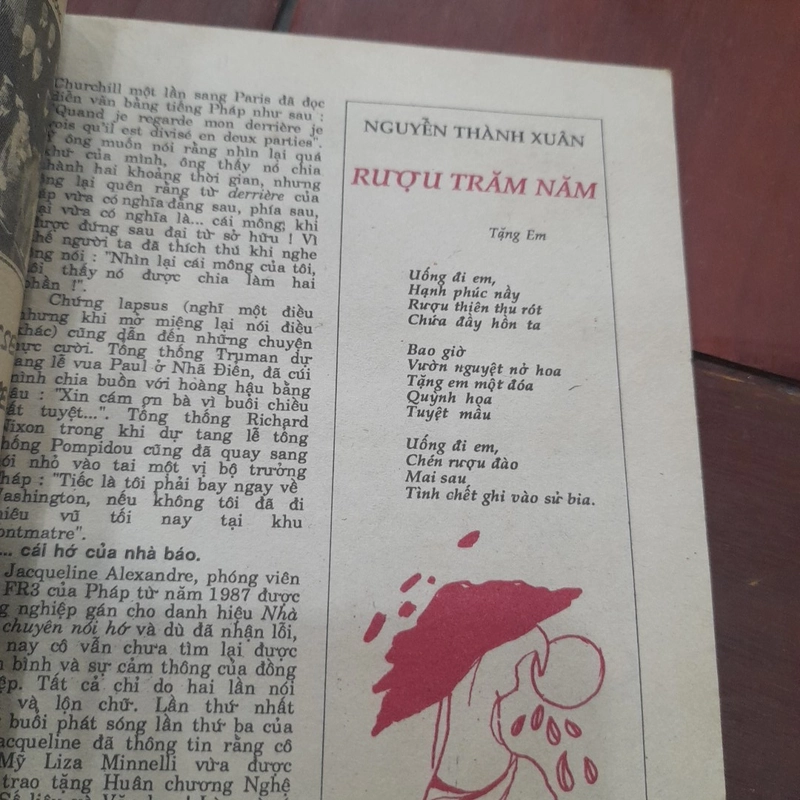 Churchill một lần sang Paris đã đọc
diễn văn bằng tiếng Pháp như sau :
"Quand je regarde mon derrière je
vois qu'il est divisé en deux parties".
ông muốn nói rằng nhìn lại quá
khứ của mình, ông thấy nó chia
thành hai khoảng thời gian, nhưng
lại quên rằng từ derrière của
vừa có nghĩa đằng sau, phía sau,
lại vừa có nghĩa là... cái mông, khi
được đứng sau đại từ sở hữu ! Vì
thế người ta đã thích thú khi nghe
ông nói : "Nhìn lại cái mông của tôi,
tôi thấy nó được chia làm hai
phần !".
Chứng lapsus (nghĩ một điều
nhưng khi mở miệng lại nói điều
khác) cũng dẫn đến những chuyện
cười. Tổng thống Truman dự
tang lễ vua Paul ở Nhã Điển, đã cúi
mình chia buồn với hoàng hậu bằng
câu : "Xin cám ơn bà vì buổi chiều
rất tuyệt...". Tổng thống Richard
Nixon trong khi dự tang lễ tổng
thống Pompidou cũng đã quay sang
nói nhỏ vào tai một vị bộ trưởng
Pháp : "Tiếc là tôi phải bay ngay về
Washington, nếu không tôi đã đi
vũ tối nay tại khu
Montmatre".
... cái hớ của nhà báo.
Jacqueline Alexandre, phóng viên
FR3 của Pháp từ năm 1987 được
nghiệp gán cho danh hiệu Nhà
chuyên nói hớ và dù đã nhận lỗi,
nay cô vẫn chưa tìm lại được
bình và sự cảm thông của đồng
nghiệp. Tất cả chỉ do hai lần nói
và lộn chữ. Lần thứ nhất
buổi phát sóng lần thứ ba của
Jacqueline đã thông tin rằng cô
Mỹ Liza Minnelli vừa được
trao tặng Huân chương Nghệ
NGUYỄN THÀNH XUÂN
RƯỢU TRĂM NĂM
Tặng Em
Uống đi em,
Hạnh phúc nầy
Rượu thiên thu rót
Chứa đầy hồn ta
Bao giờ
Vườn nguyệt nở hoa
Tặng em một đóa
Quỳnh họa
Tuyệt mầu
Uống đi em,
Chén rượu đào
Mai sau
Tình chết ghi vào sử bia.